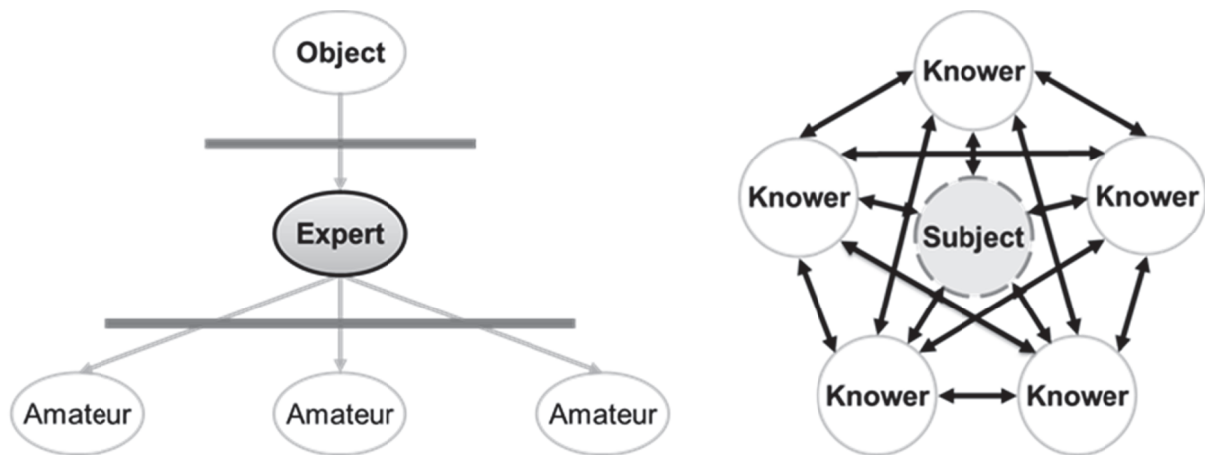 Object
Expert
Amateur
Amateur
Amateur
Knower
Knower
Knower
Subject
Knower
Knower